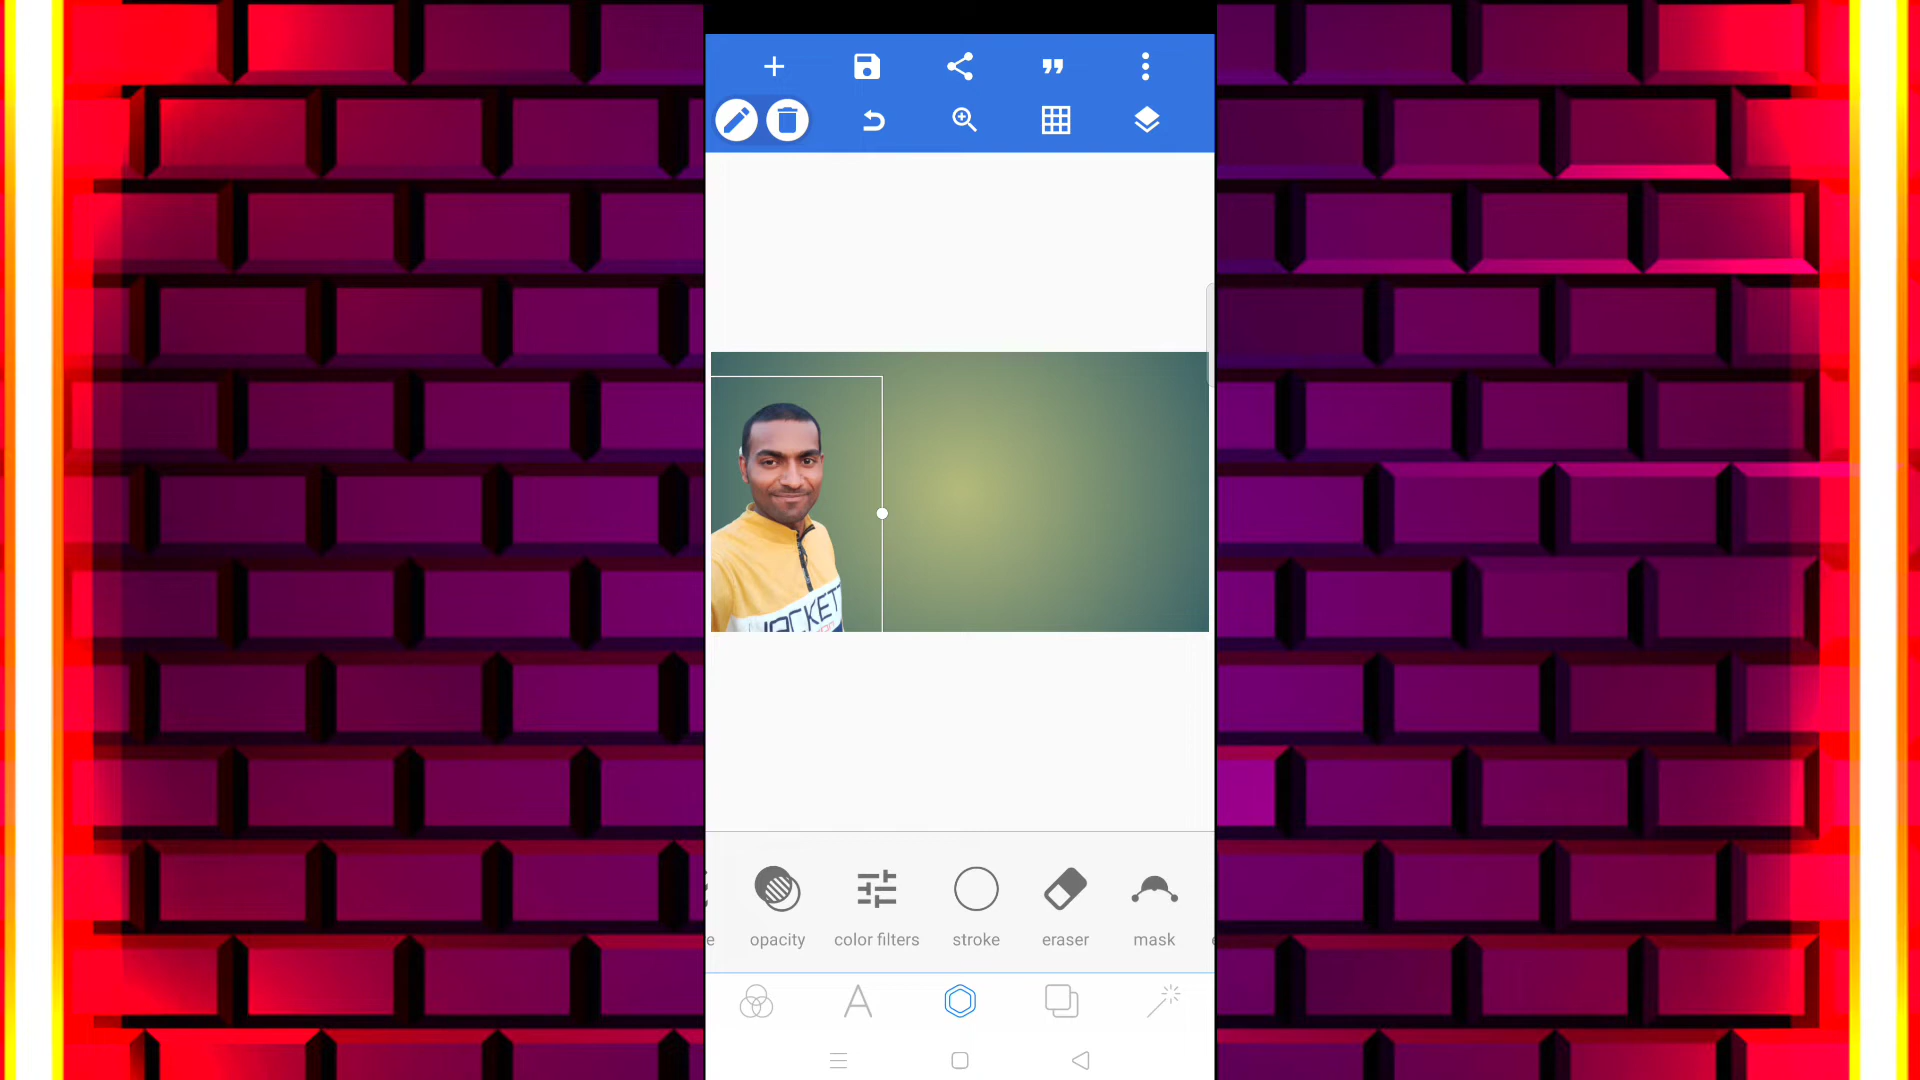 JACKET
opacity
color filters
stroke
eraser
mask